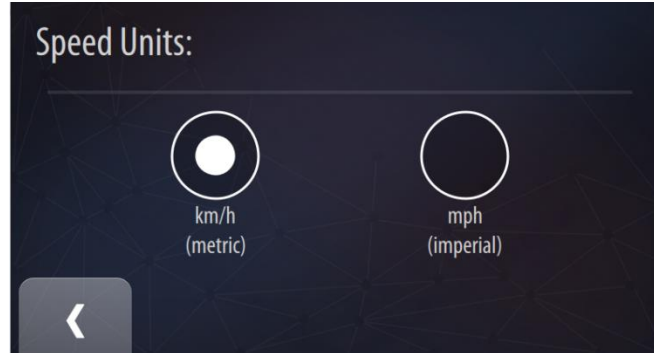 Speed Units:
km/h
(metric)
mph
(imperial)